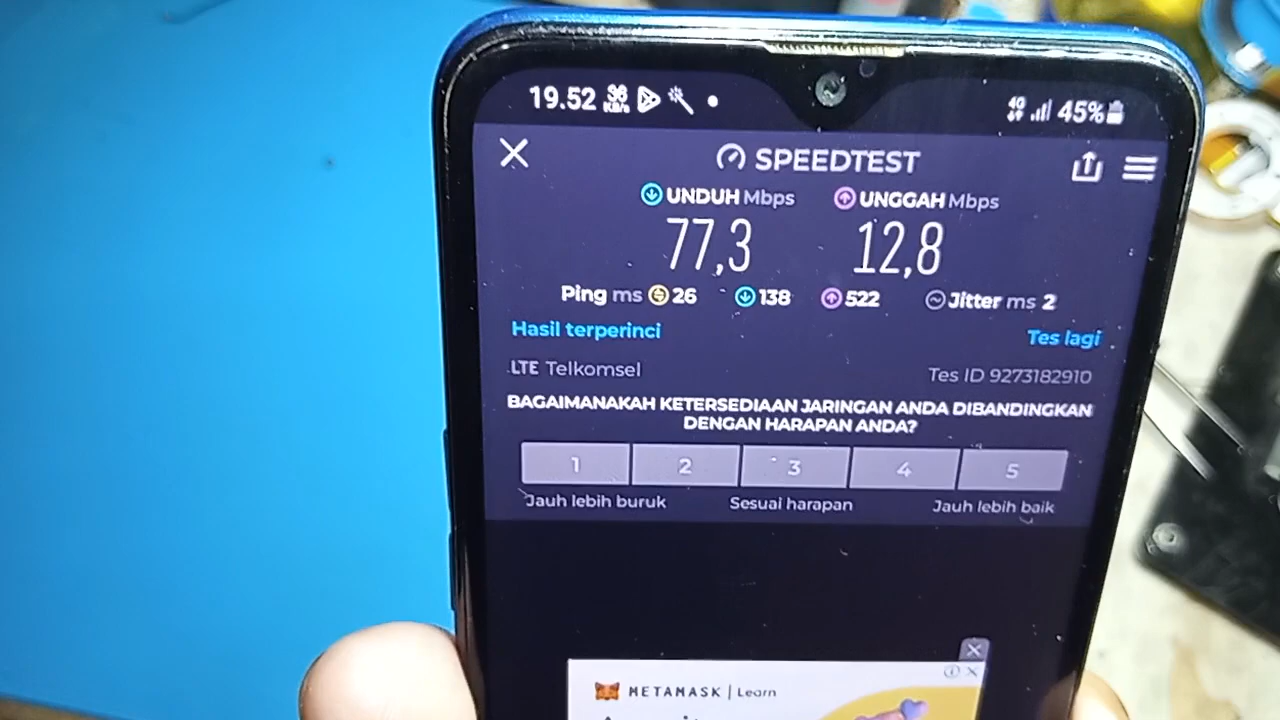 19.52 36 KB/s 4G 45%
SPEEDTEST
UNDUH Mbps UNGGAH Mbps
77,3 12,8
Ping ms 26 138 522 Jitter ms 2
Hasil terperinci Tes lagi
LTE Telkomsel Tes ID 9273182910
BAGAIMANAKAH KETERSEDIAAN JARINGAN ANDA DIBANDINGKAN
DENGAN HARAPAN ANDA?
1 2 3 4 5
Jauh lebih buruk Sesuai harapan Jauh lebih baik
METAMASK | Learn